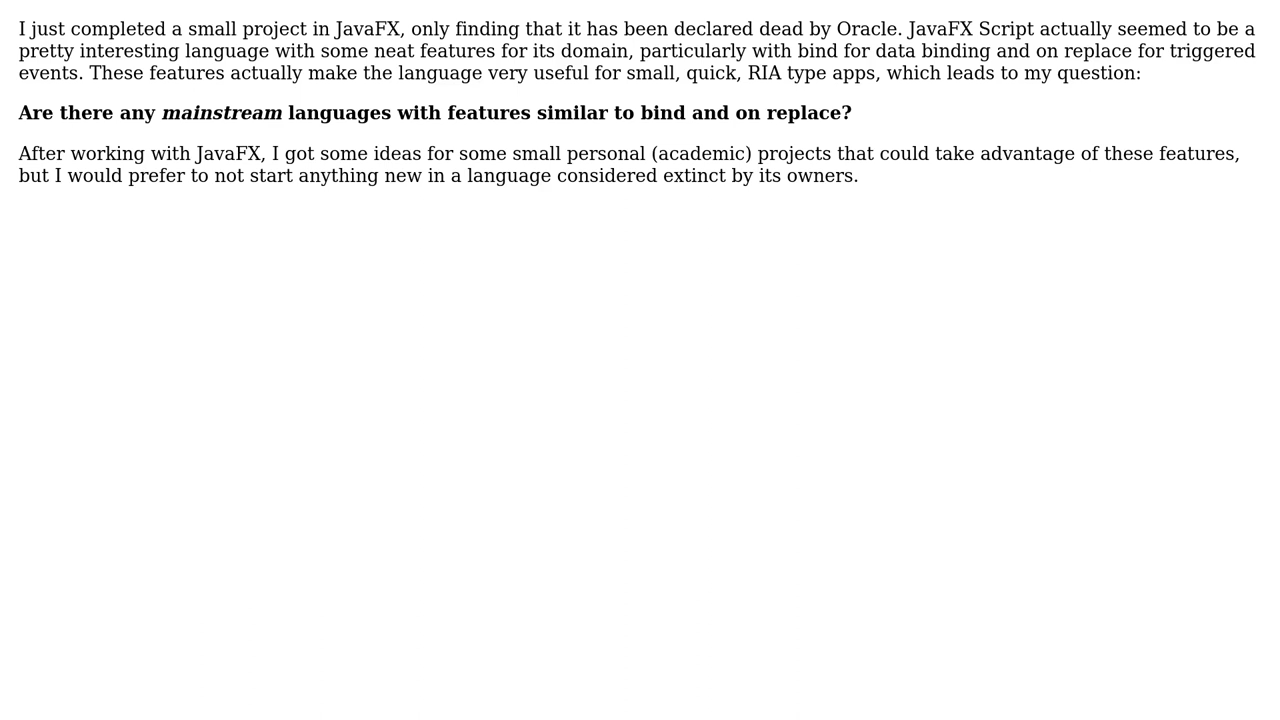 I just completed a small project in JavaFX, only finding that it has been declared dead by Oracle. JavaFX Script actually seemed to be a
pretty interesting language with some neat features for its domain, particularly with bind for data binding and on replace for triggered
events. These features actually make the language very useful for small, quick, RIA type apps, which leads to my question:
Are there any mainstream languages with features similar to bind and on replace?
After working with JavaFX, I got some ideas for some small personal (academic) projects that could take advantage of these features,
but I would prefer to not start anything new in a language considered extinct by its owners.